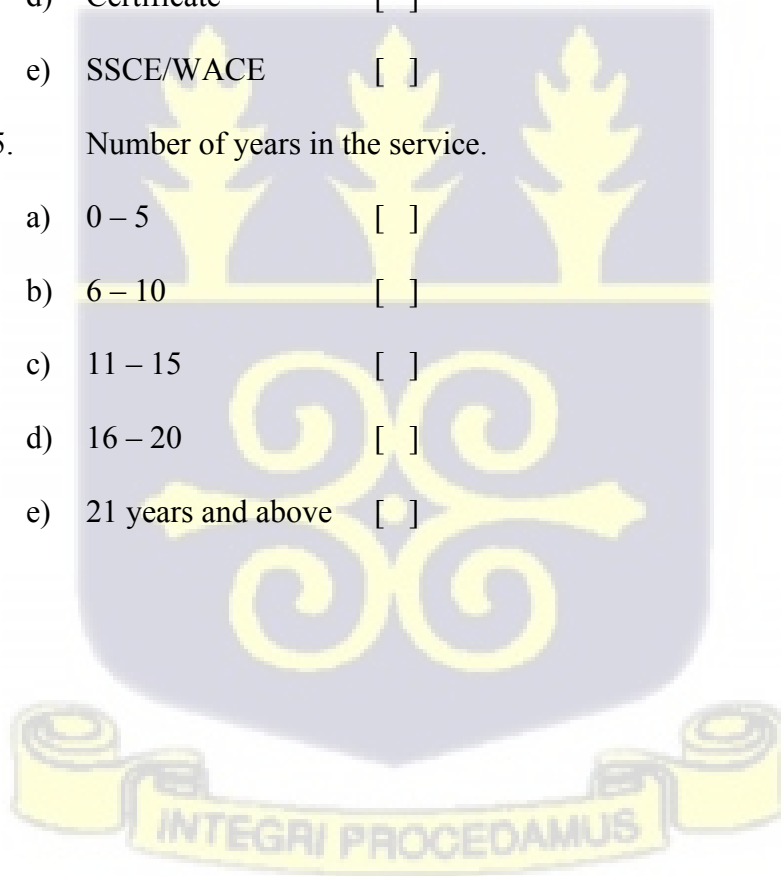 d) Certificate [ ]
e) SSCE/WACE [ ]
5. Number of years in the service.
a) 0 – 5 [ ]
b) 6 – 10 [ ]
c) 11 – 15 [ ]
d) 16 – 20 [ ]
e) 21 years and above [ ]
INTEGRI PROCEDAMUS